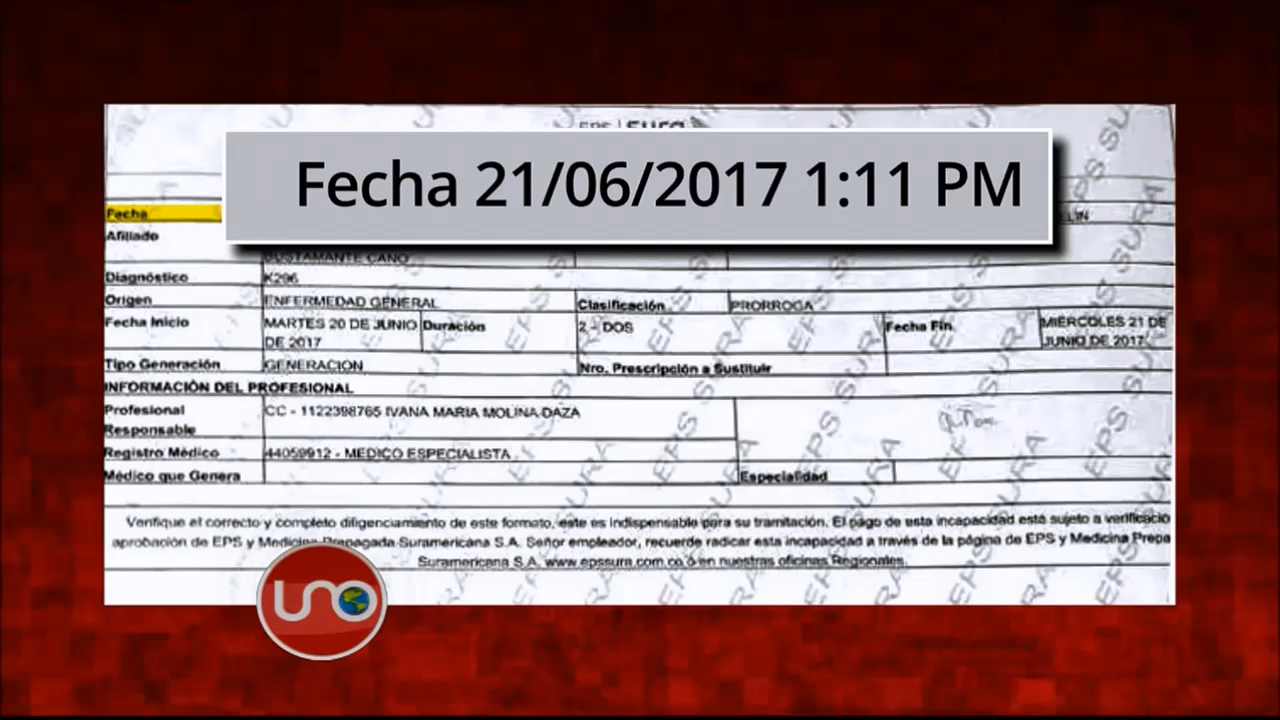 EPS sura
Fecha 21/06/2017 1:11 PM
Fecha
LLIN
Afiliado
BUSTAMANTE CANO
Diagnóstico K296
Origen ENFERMEDAD GENERAL Clasificación PRORROGA
Fecha Inicio MARTES 20 DE JUNIO Duración 2 - DOS Fecha Fin MIÉRCOLES 21 DE
DE 2017 JUNIO DE 2017
Tipo Generación GENERACION Nro. Prescripción a Sustituir
INFORMACIÓN DEL PROFESIONAL
Profesional CC - 1122398765 IVANA MARIA MOLINA DAZA
Responsable
Registro Médico 44059912 - MEDICO ESPECIALISTA
Médico que Genera Especialidad
Verifique el correcto y completo diligenciamiento de este formato, este es indispensable para su tramitación. El pago de esta incapacidad está sujeto a verificació
aprobación de EPS y Medicina Prepagada Suramericana S.A. Señor empleador, recuerde radicar esta incapacidad a través de la página de EPS y Medicina Prepa
Suramericana S.A. www.epssura.com.co ó en nuestras oficinas Regionales.
EPS SURA
UNO